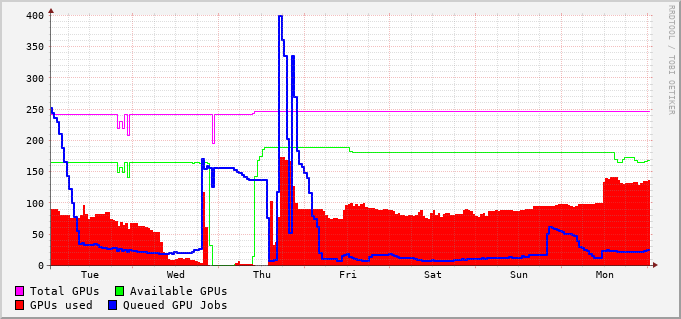 400
350
300
250
200
150
100
50
0
Tue Wed Thu Fri Sat Sun Mon
Total GPUs Available GPUs
GPUs used Queued GPU Jobs
RRDTOOL / TOBI OETIKER